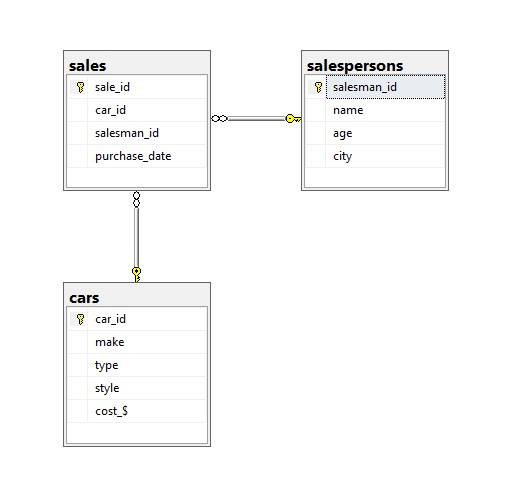 sales
sale_id
car_id
salesman_id
purchase_date
salespersons
salesman_id
name
age
city
cars
car_id
make
type
style
cost_$